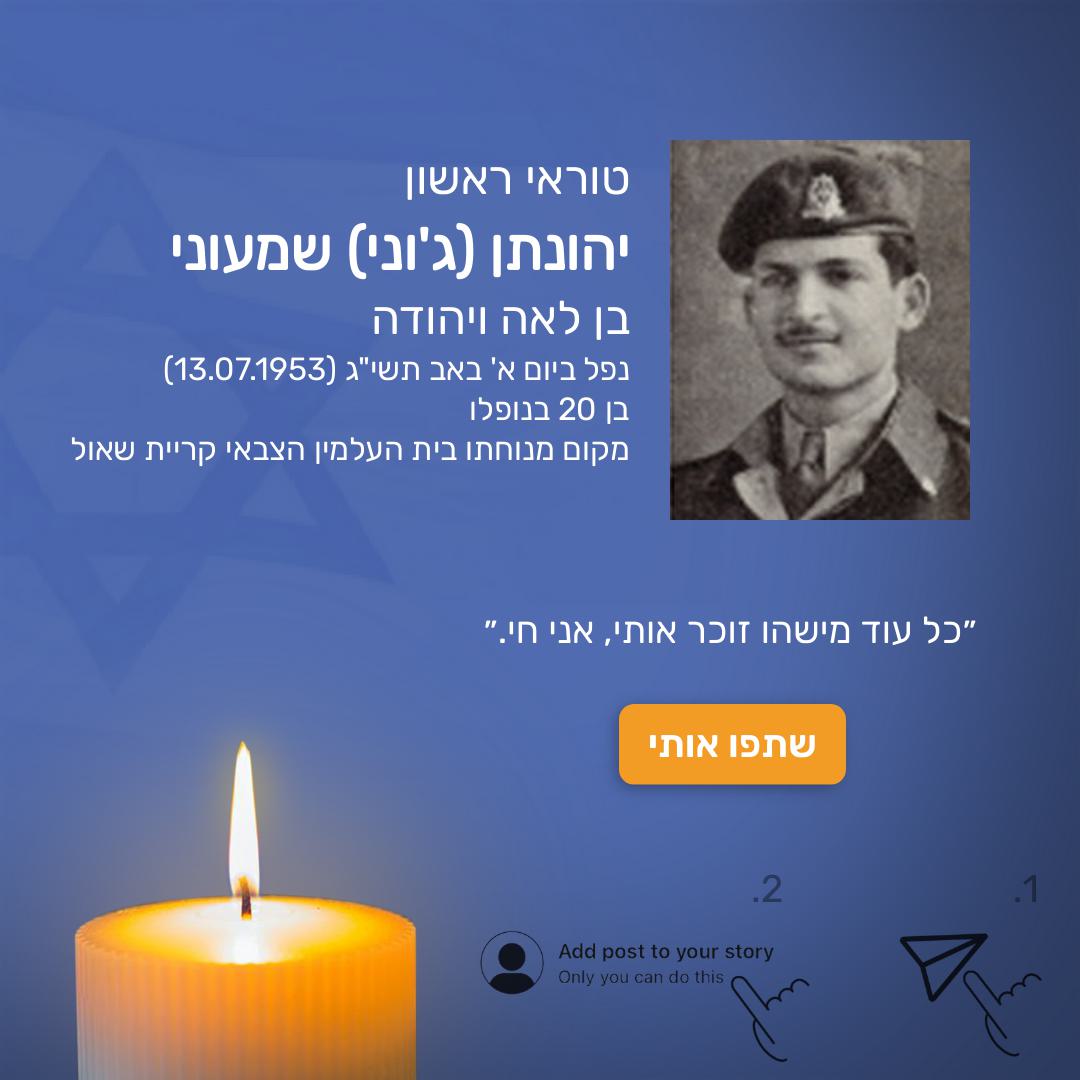 טוראי ראשון
יהונתן (ג'וני) שמעוני
בן לאה ויהודה
נפל ביום א' באב תשי"ג (13.07.1953)
בן 20 בנופלו
מקום מנוחתו בית העלמין הצבאי קריית שאול
״כל עוד מישהו זוכר אותי, אני חי.״
שתפו אותי
1.
2.
Add post to your story
Only you can do this